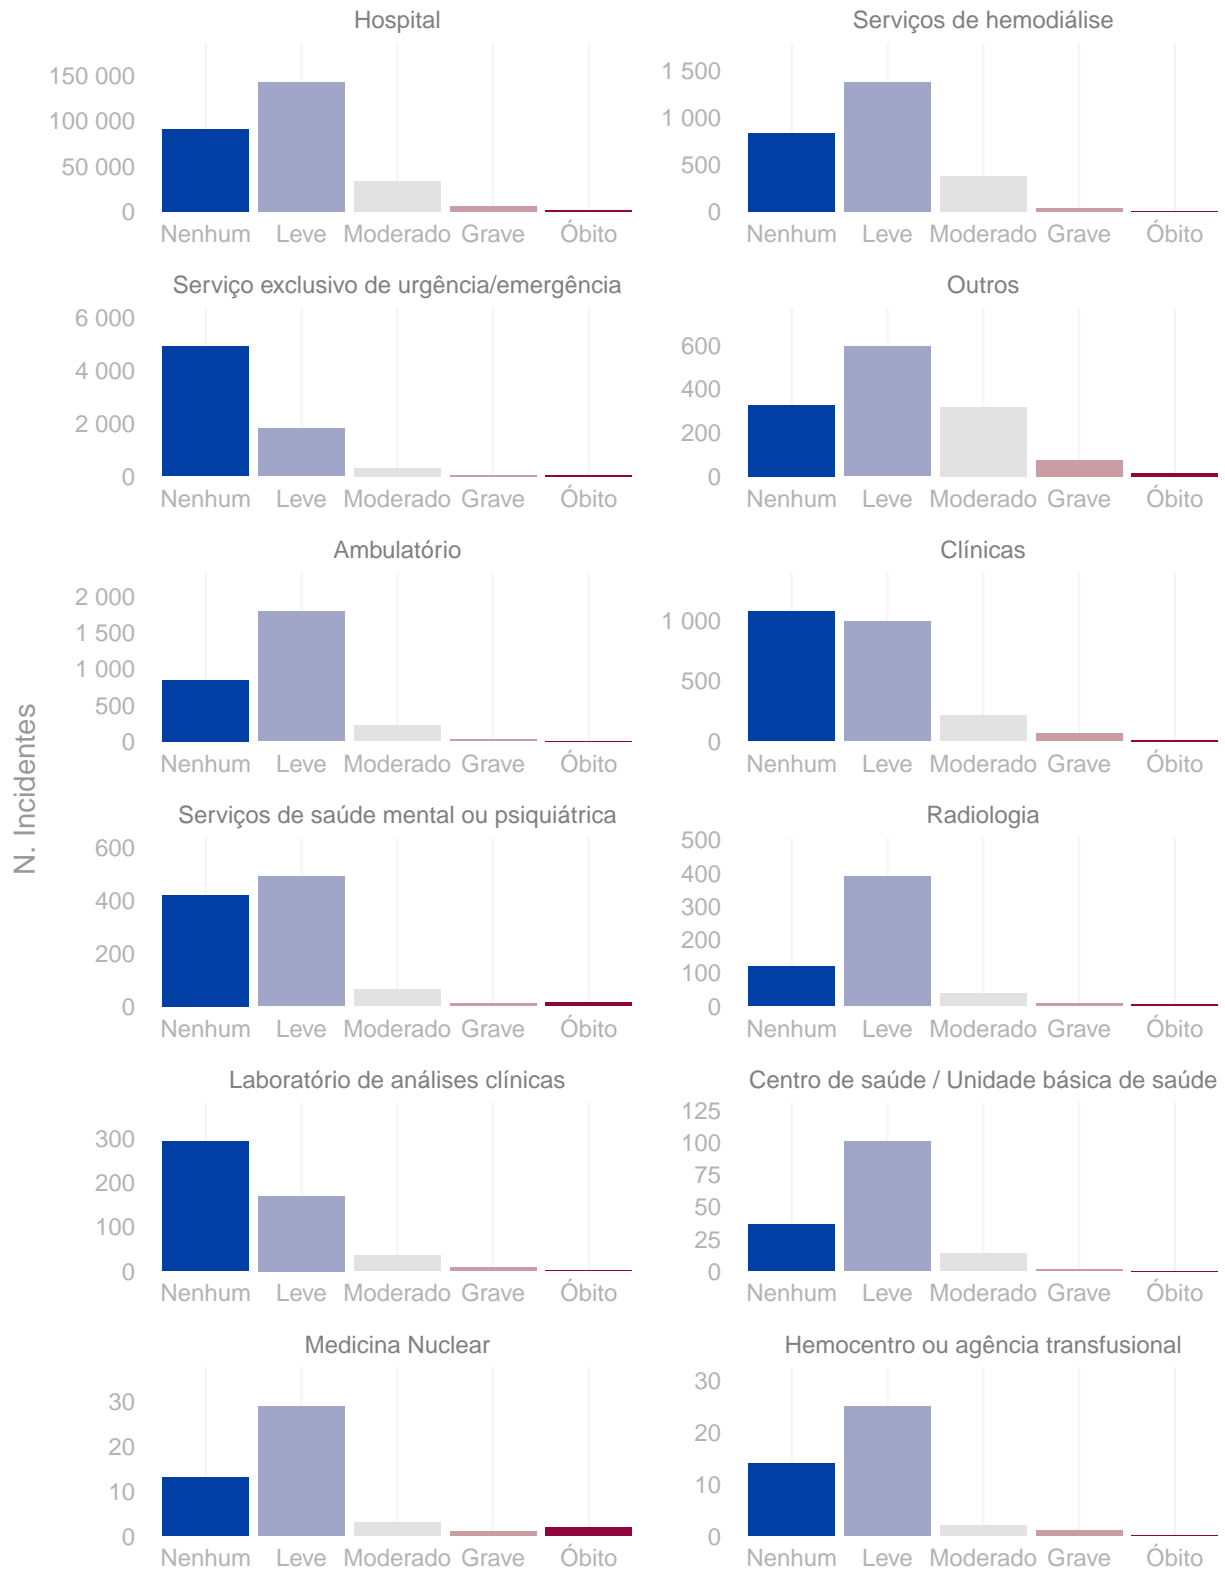 Hospital
150 000
100 000
50 000
0
Nenhum Leve Moderado Grave Óbito
Serviços de hemodiálise
1 500
1 000
500
0
Nenhum Leve Moderado Grave Óbito
Serviço exclusivo de urgência/emergência
6 000
4 000
2 000
0
Nenhum Leve Moderado Grave Óbito
Outros
600
400
200
0
Nenhum Leve Moderado Grave Óbito
Ambulatório
2 000
1 500
1 000
500
0
Nenhum Leve Moderado Grave Óbito
Clínicas
1 000
500
0
Nenhum Leve Moderado Grave Óbito
N. Incidentes
Serviços de saúde mental ou psiquiátrica
600
400
200
0
Nenhum Leve Moderado Grave Óbito
Radiologia
500
400
300
200
100
0
Nenhum Leve Moderado Grave Óbito
Laboratório de análises clínicas
300
200
100
0
Nenhum Leve Moderado Grave Óbito
Centro de saúde / Unidade básica de saúde
125
100
75
50
25
0
Nenhum Leve Moderado Grave Óbito
Medicina Nuclear
30
20
10
0
Nenhum Leve Moderado Grave Óbito
Hemocentro ou agência transfusional
30
20
10
0
Nenhum Leve Moderado Grave Óbito